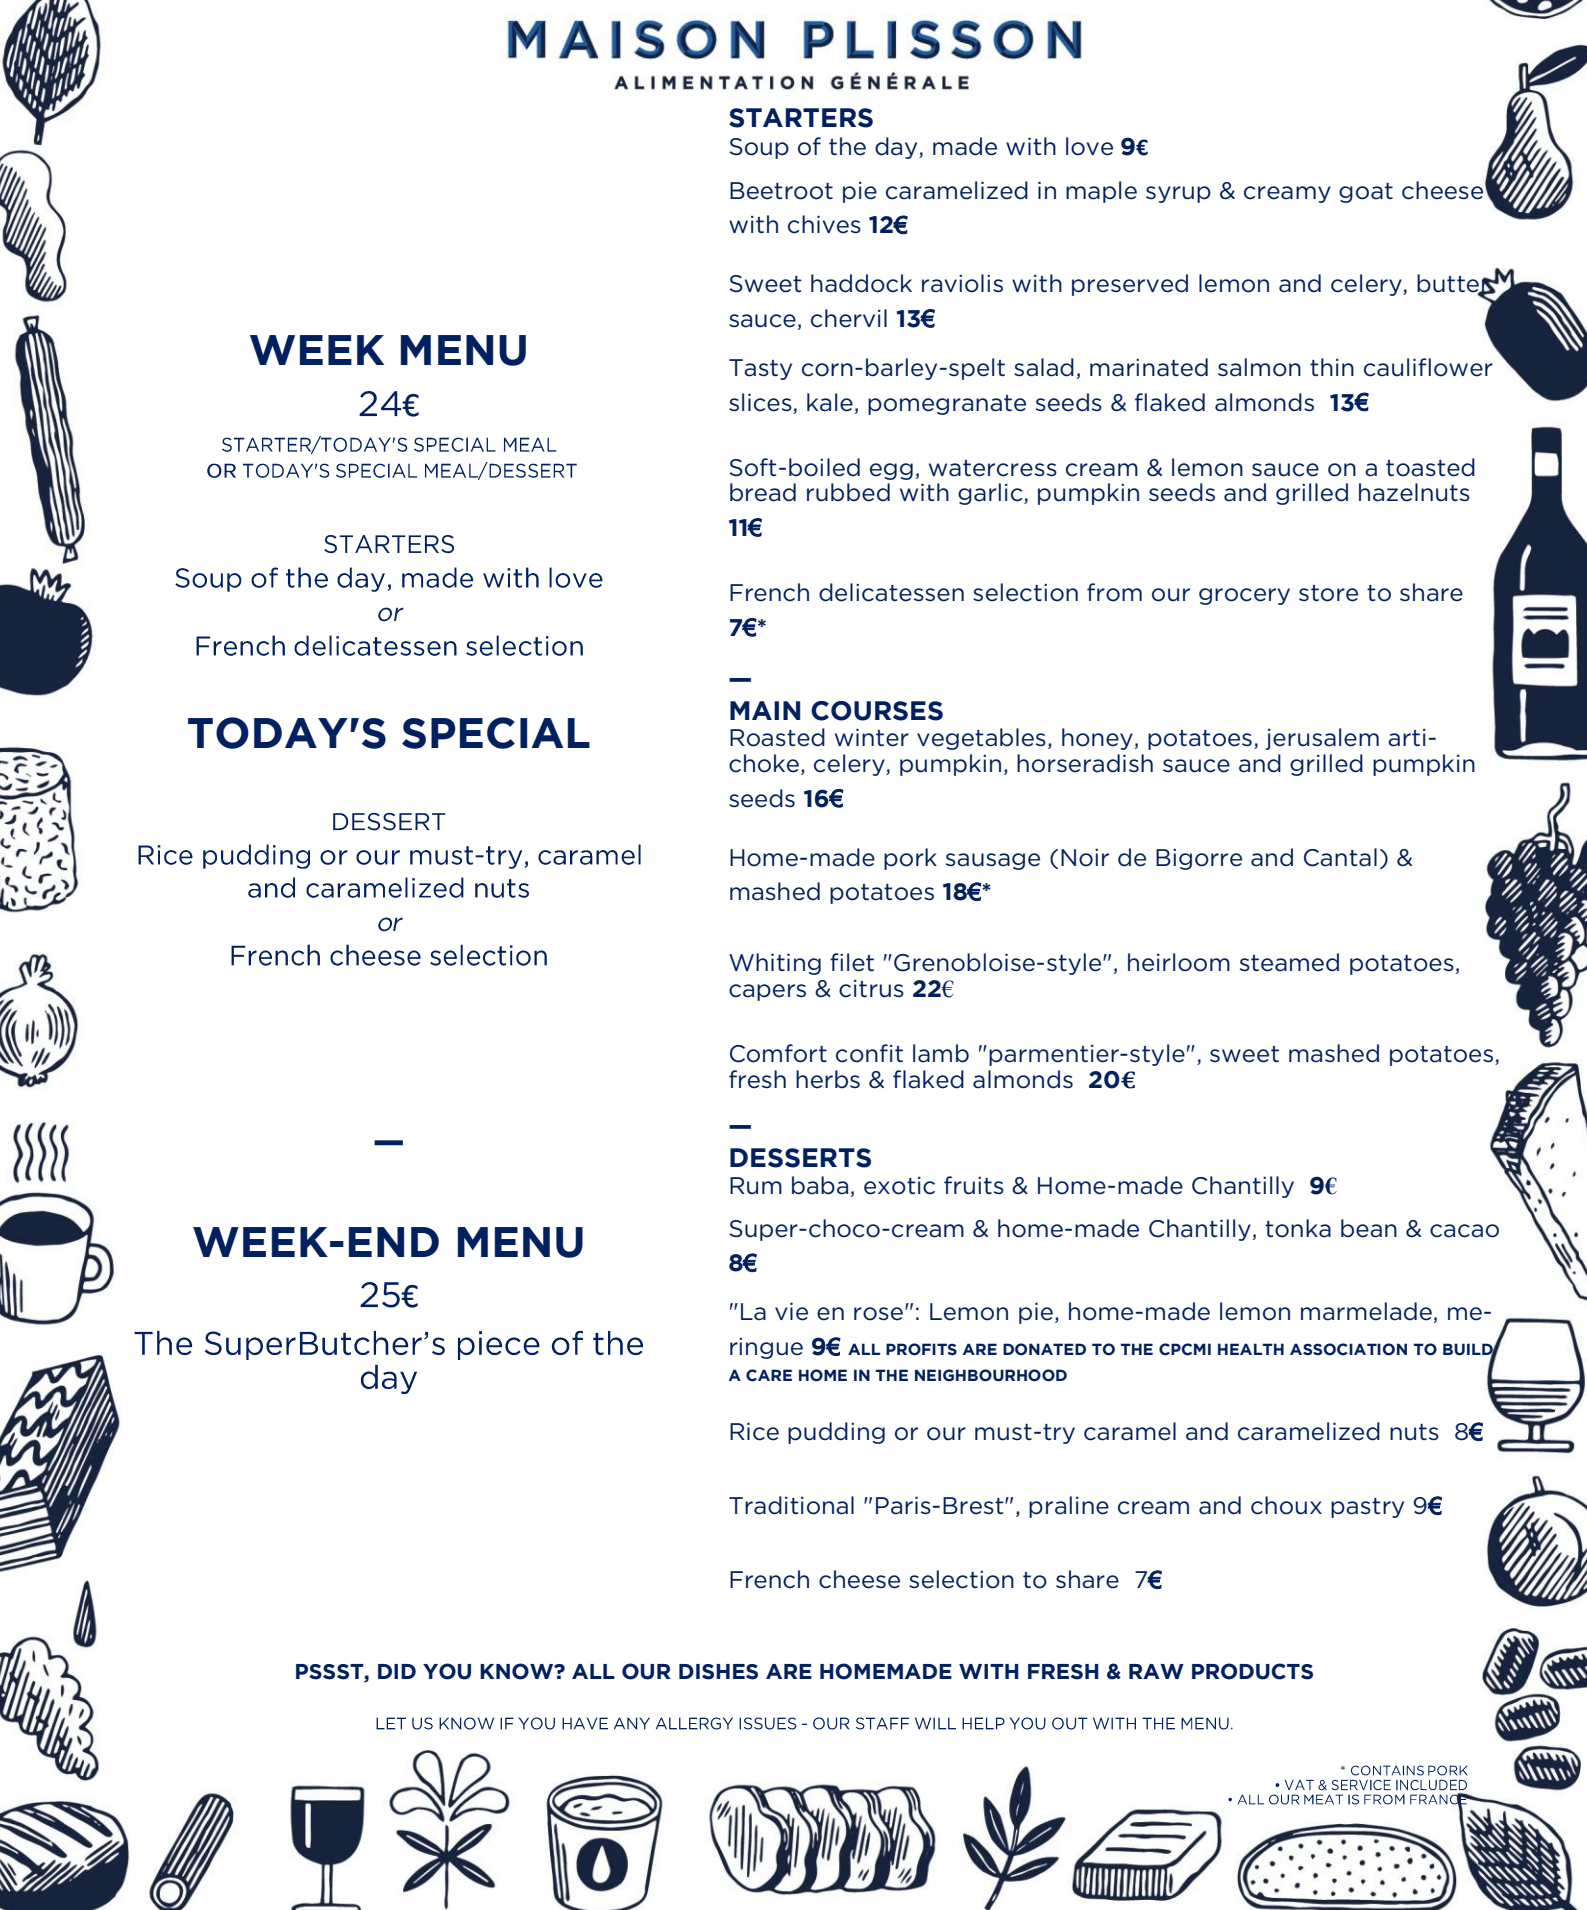 MAISON PLISSON
ALIMENTATION GÉNÉRALE
WEEK MENU
24€
STARTER/TODAY'S SPECIAL MEAL
OR TODAY'S SPECIAL MEAL/DESSERT
STARTERS
Soup of the day, made with love
or
French delicatessen selection
TODAY'S SPECIAL
DESSERT
Rice pudding or our must-try, caramel
and caramelized nuts
or
French cheese selection
—
WEEK-END MENU
25€
The SuperButcher’s piece of the
day
STARTERS
Soup of the day, made with love 9€
Beetroot pie caramelized in maple syrup & creamy goat cheese
with chives 12€
Sweet haddock raviolis with preserved lemon and celery, butter
sauce, chervil 13€
Tasty corn-barley-spelt salad, marinated salmon thin cauliflower
slices, kale, pomegranate seeds & flaked almonds 13€
Soft-boiled egg, watercress cream & lemon sauce on a toasted
bread rubbed with garlic, pumpkin seeds and grilled hazelnuts
11€
French delicatessen selection from our grocery store to share
7€*
—
MAIN COURSES
Roasted winter vegetables, honey, potatoes, jerusalem arti-
choke, celery, pumpkin, horseradish sauce and grilled pumpkin
seeds 16€
Home-made pork sausage (Noir de Bigorre and Cantal) &
mashed potatoes 18€*
Whiting filet "Grenobloise-style", heirloom steamed potatoes,
capers & citrus 22€
Comfort confit lamb "parmentier-style", sweet mashed potatoes,
fresh herbs & flaked almonds 20€
—
DESSERTS
Rum baba, exotic fruits & Home-made Chantilly 9€
Super-choco-cream & home-made Chantilly, tonka bean & cacao
8€
"La vie en rose": Lemon pie, home-made lemon marmelade, me-
ringue 9€ ALL PROFITS ARE DONATED TO THE CPCMI HEALTH ASSOCIATION TO BUILD
A CARE HOME IN THE NEIGHBOURHOOD
Rice pudding or our must-try caramel and caramelized nuts 8€
Traditional "Paris-Brest", praline cream and choux pastry 9€
French cheese selection to share 7€
PSSST, DID YOU KNOW? ALL OUR DISHES ARE HOMEMADE WITH FRESH & RAW PRODUCTS
LET US KNOW IF YOU HAVE ANY ALLERGY ISSUES - OUR STAFF WILL HELP YOU OUT WITH THE MENU.
* CONTAINS PORK
• VAT & SERVICE INCLUDED
• ALL OUR MEAT IS FROM FRANCE